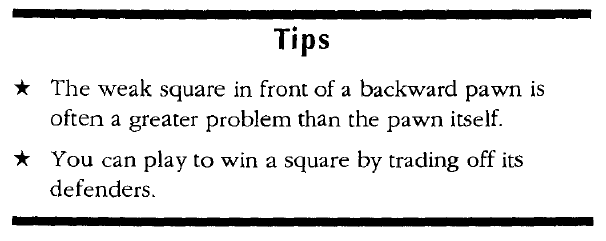 Tips
★ The weak square in front of a backward pawn is
often a greater problem than the pawn itself.
★ You can play to win a square by trading off its
defenders.